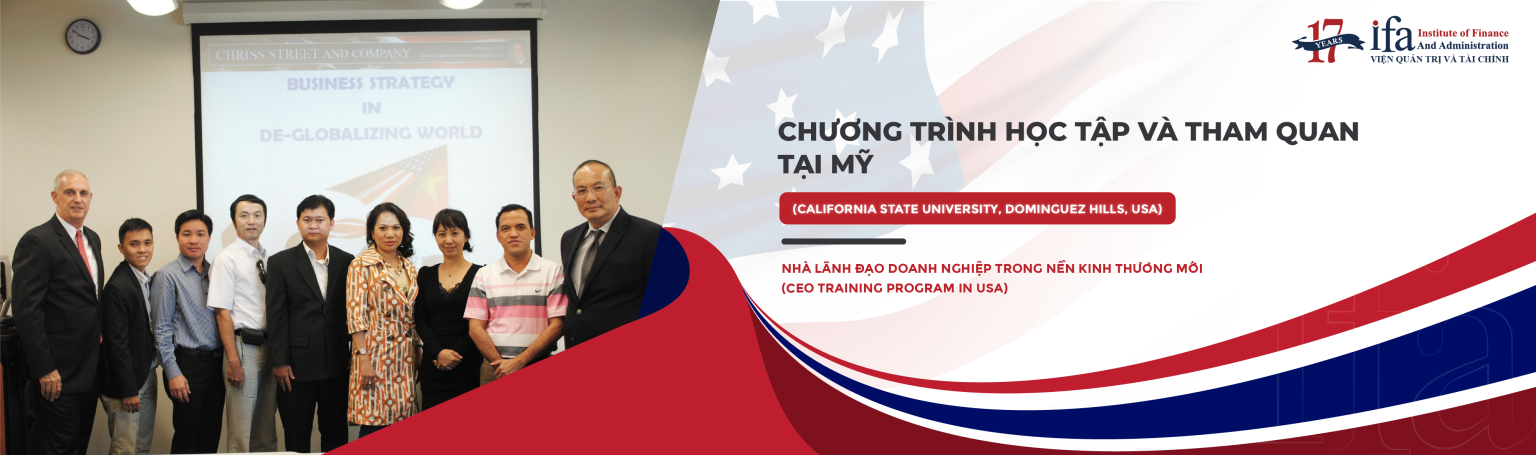 CHRISS STREET AND COMPANY
BUSINESS STRATEGY
IN
DE-GLOBALIZING WORLD
17
YEARS
ifa
Institute of Finance
And Administration
VIỆN QUẢN TRỊ VÀ TÀI CHÍNH
CHƯƠNG TRÌNH HỌC TẬP VÀ THAM QUAN
TẠI MỸ
(CALIFORNIA STATE UNIVERSITY, DOMINGUEZ HILLS, USA)
NHÀ LÃNH ĐẠO DOANH NGHIỆP TRONG NỀN KINH THƯƠNG MỚI
(CEO TRAINING PROGRAM IN USA)
ifa